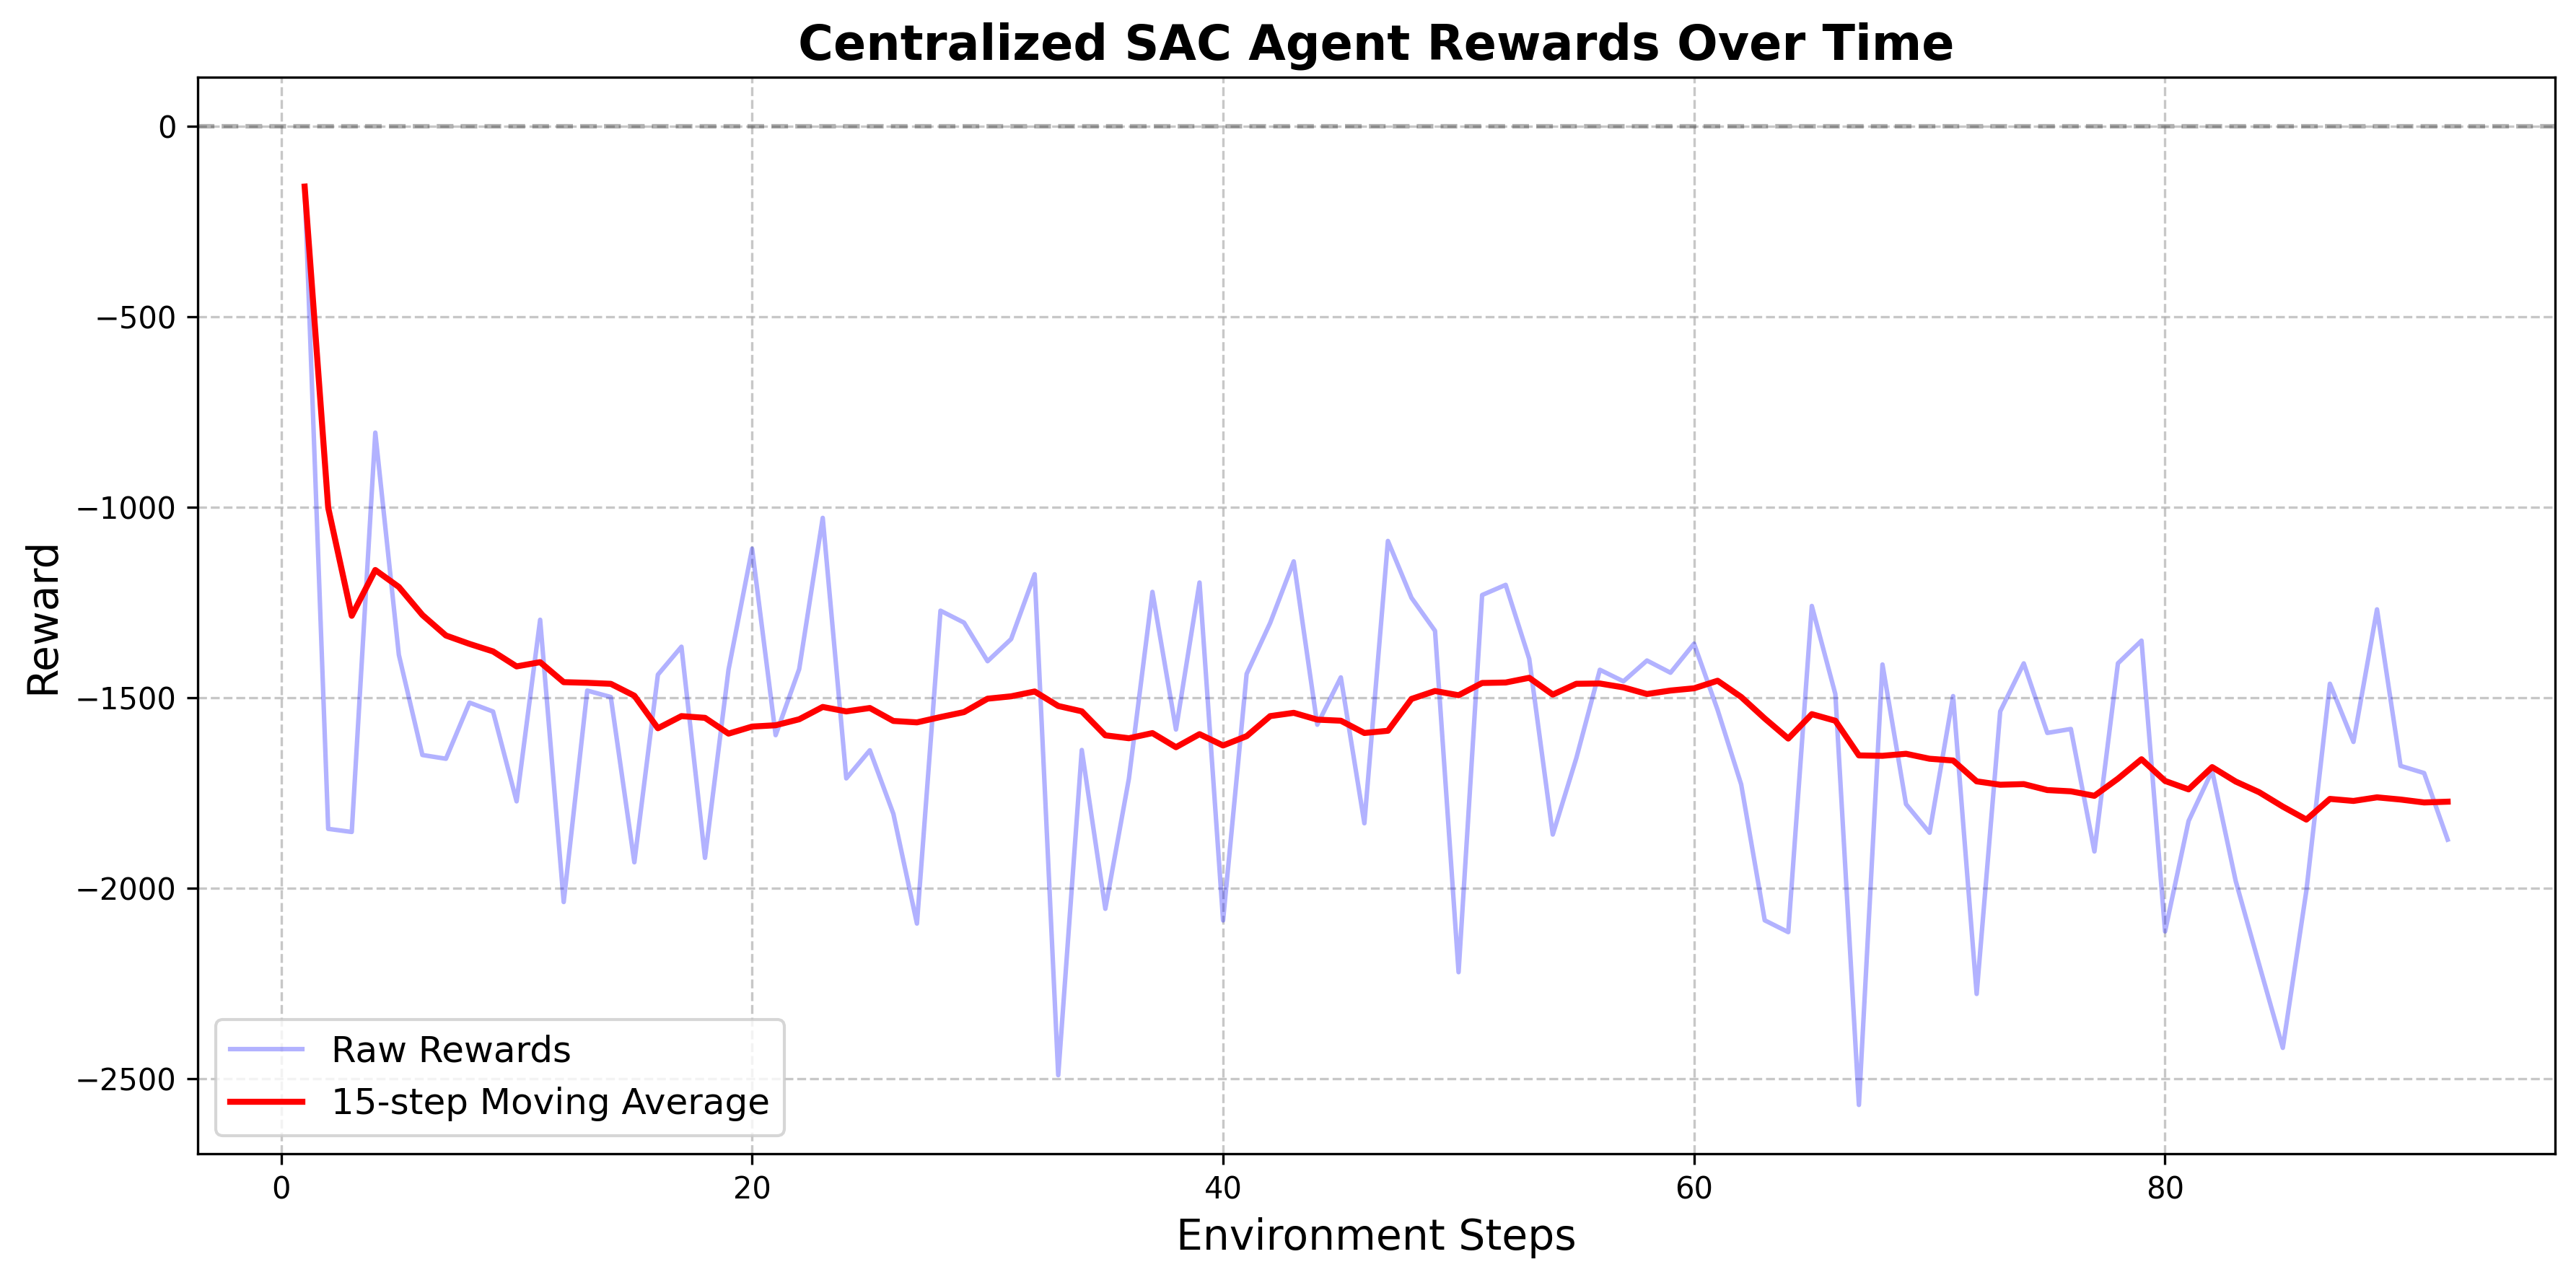 Centralized SAC Agent Rewards Over Time
0
−500
−1000
−1500
−2000
−2500
Reward
Raw Rewards
15-step Moving Average
0 20 40 60 80
Environment Steps